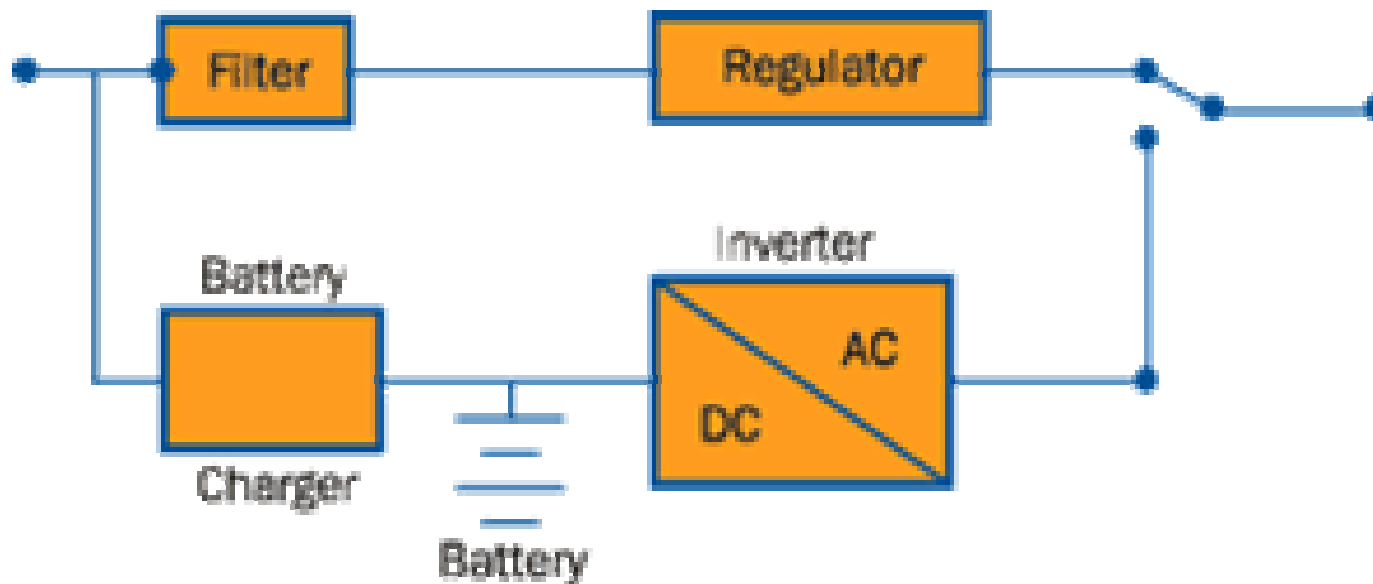 Filter
Regulator
Battery
Charger
Battery
Inverter
AC
DC